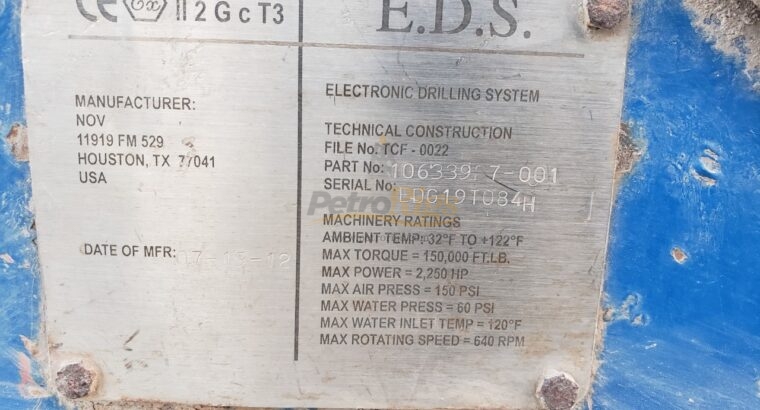 CE Ex II 2 G c T3
E.D.S.
MANUFACTURER:
NOV
11919 FM 529
HOUSTON, TX 77041
USA
DATE OF MFR:
ELECTRONIC DRILLING SYSTEM
TECHNICAL CONSTRUCTION
FILE No: TCF - 0022
PART No:
SERIAL No:
MACHINERY RATINGS
AMBIENT TEMP: 32°F TO +122°F
MAX TORQUE = 150,000 FT.LB.
MAX POWER = 2,250 HP
MAX AIR PRESS = 150 PSI
MAX WATER PRESS = 60 PSI
MAX WATER INLET TEMP = 120°F
MAX ROTATING SPEED = 640 RPM